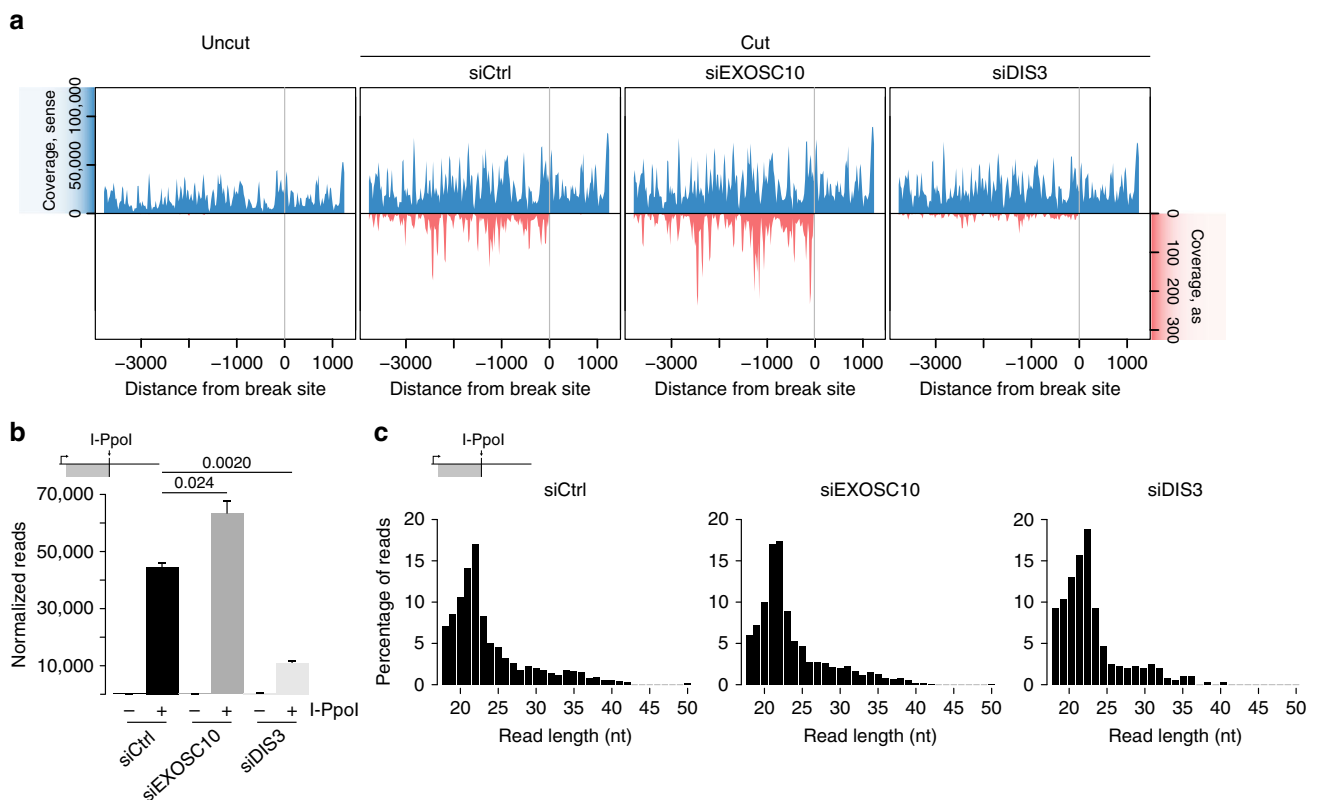 a
Uncut
Cut
siCtrl
siEXOSC10
siDIS3
Coverage, sense
100,000
50,000
0
0
100
200
300
Coverage, as
−3000 −1000 0 1000
−3000 −1000 0 1000
−3000 −1000 0 1000
−3000 −1000 0 1000
Distance from break site
Distance from break site
Distance from break site
Distance from break site
b
I-PpoI
0.0020
0.024
Normalized reads
70,000
50,000
30,000
10,000
− + − + − + I-PpoI
siCtrl
siEXOSC10
siDIS3
c
I-PpoI
siCtrl
siEXOSC10
siDIS3
Percentage of reads
20
15
10
5
0
20 25 30 35 40 45 50
Read length (nt)
20
15
10
5
0
20 25 30 35 40 45 50
Read length (nt)
20
15
10
5
0
20 25 30 35 40 45 50
Read length (nt)